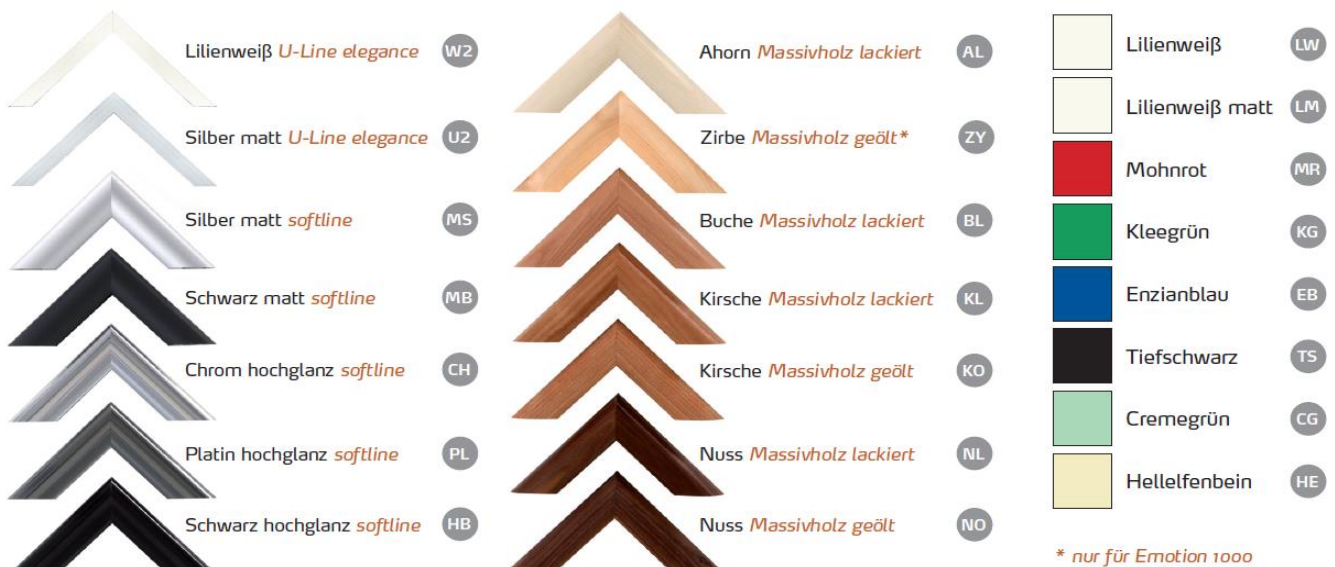 Lilienweiß U-Line elegance W2
Silber matt U-Line elegance U2
Silber matt softline MS
Schwarz matt softline MB
Chrom hochglanz softline CH
Platin hochglanz softline PL
Schwarz hochglanz softline HB
Ahorn Massivholz lackiert AL
Zirbe Massivholz geölt* ZY
Buche Massivholz lackiert BL
Kirsche Massivholz lackiert KL
Kirsche Massivholz geölt KO
Nuss Massivholz lackiert NL
Nuss Massivholz geölt NO
Lilienweiß LW
Lilienweiß matt LM
Mohnrot MR
Kleegrün KG
Enzianblau EB
Tiefschwarz TS
Cremegrün CG
Hellelfenbein HE
* nur für Emotion 1000